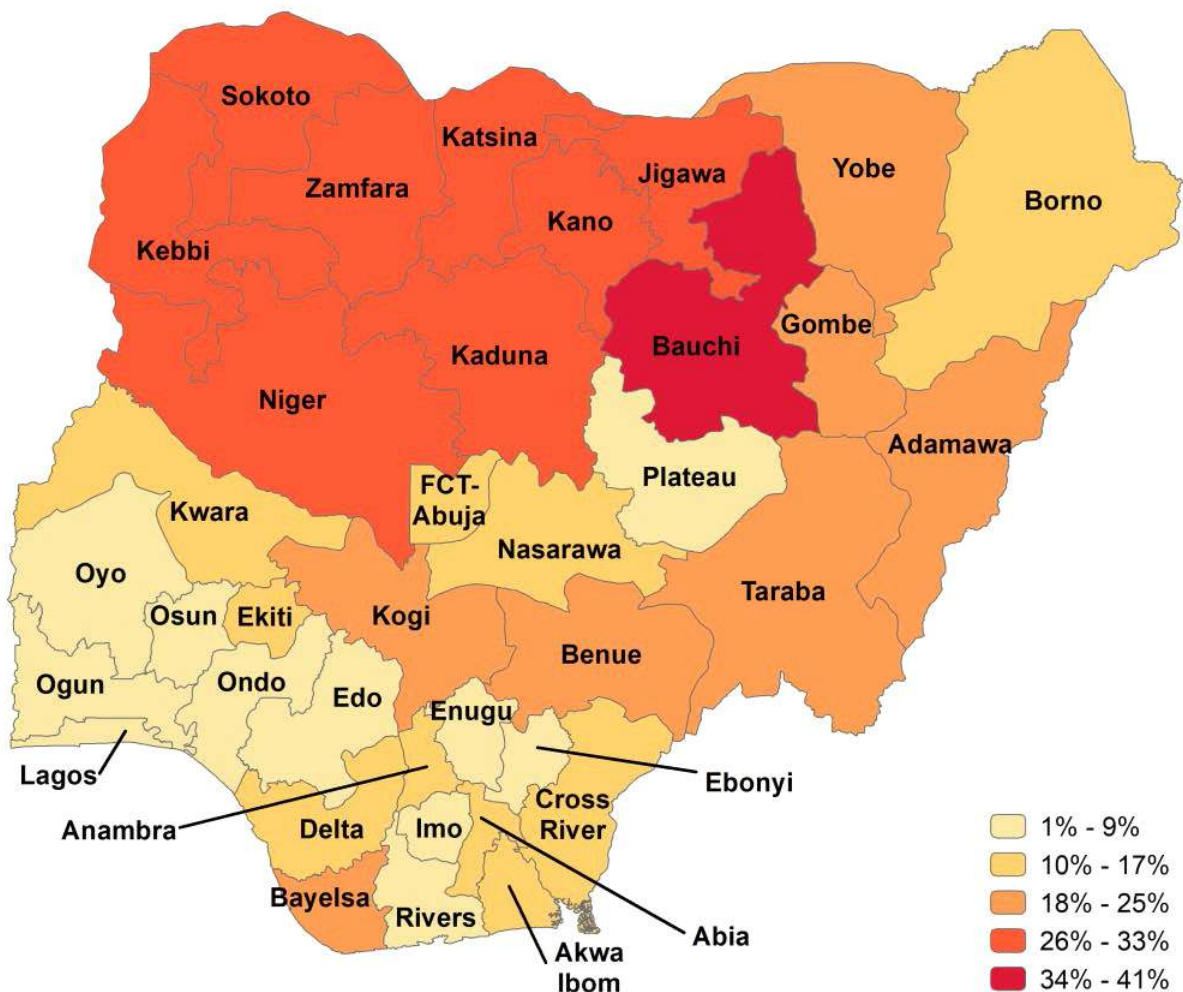 Sokoto
Katsina
Zamfara
Jigawa
Yobe
Borno
Kano
Kebbi
Gombe
Bauchi
Kaduna
Niger
Adamawa
Plateau
FCT-
Abuja
Kwara
Nasarawa
Oyo
Taraba
Osun
Ekiti
Kogi
Benue
Ogun
Ondo
Edo
Enugu
Lagos
Ebonyi
Anambra
Delta
Imo
Cross
River
Bayelsa
Rivers
Abia
Akwa
Ibom
1% - 9%
10% - 17%
18% - 25%
26% - 33%
34% - 41%